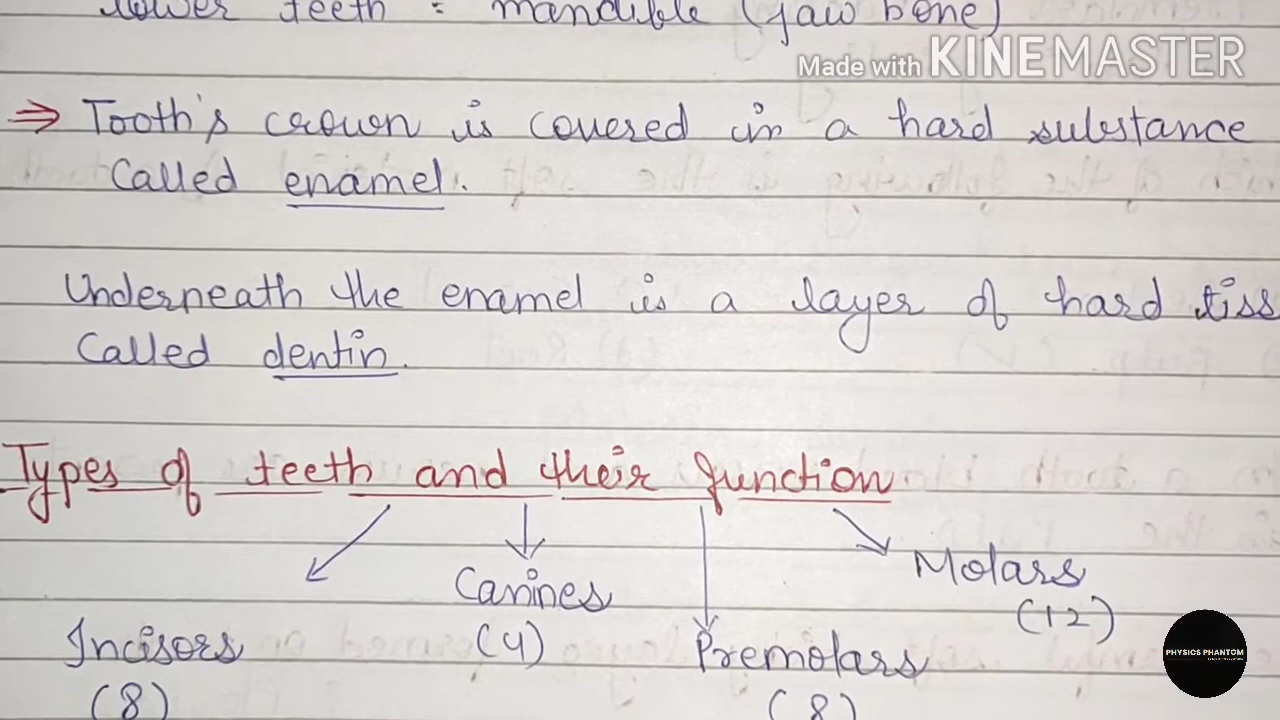 lower teeth = mandible (jaw bone)
Made with KINEMASTER
⇒ Tooth's crown is covered in a hard substance
called enamel.
Underneath the enamel is a layer of hard tiss
called dentin.
Types of teeth and their function
Incisors
(8)
Canines
(4)
Premolars
(8)
Molars
(12)
PHYSICS PHANTOM